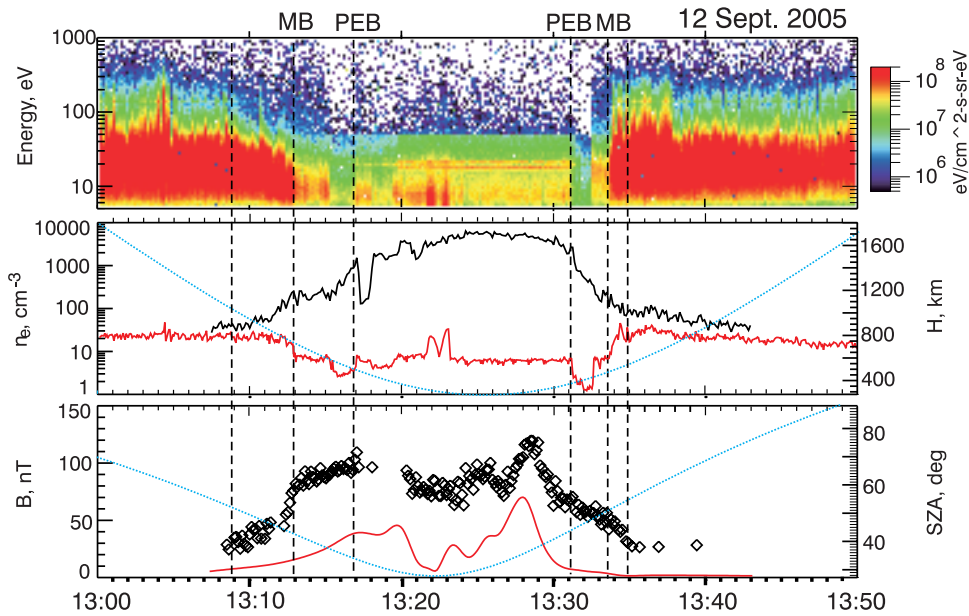 MB PEB PEB MB 12 Sept. 2005
Energy, eV
1000
100
10
10^8
10^7
10^6
eV/cm^2-s-sr-eV
n_e, cm-3
10000
1000
100
10
1
1600
1200
800
400
H, km
B, nT
150
100
50
0
80
60
40
SZA, deg
13:00 13:10 13:20 13:30 13:40 13:50